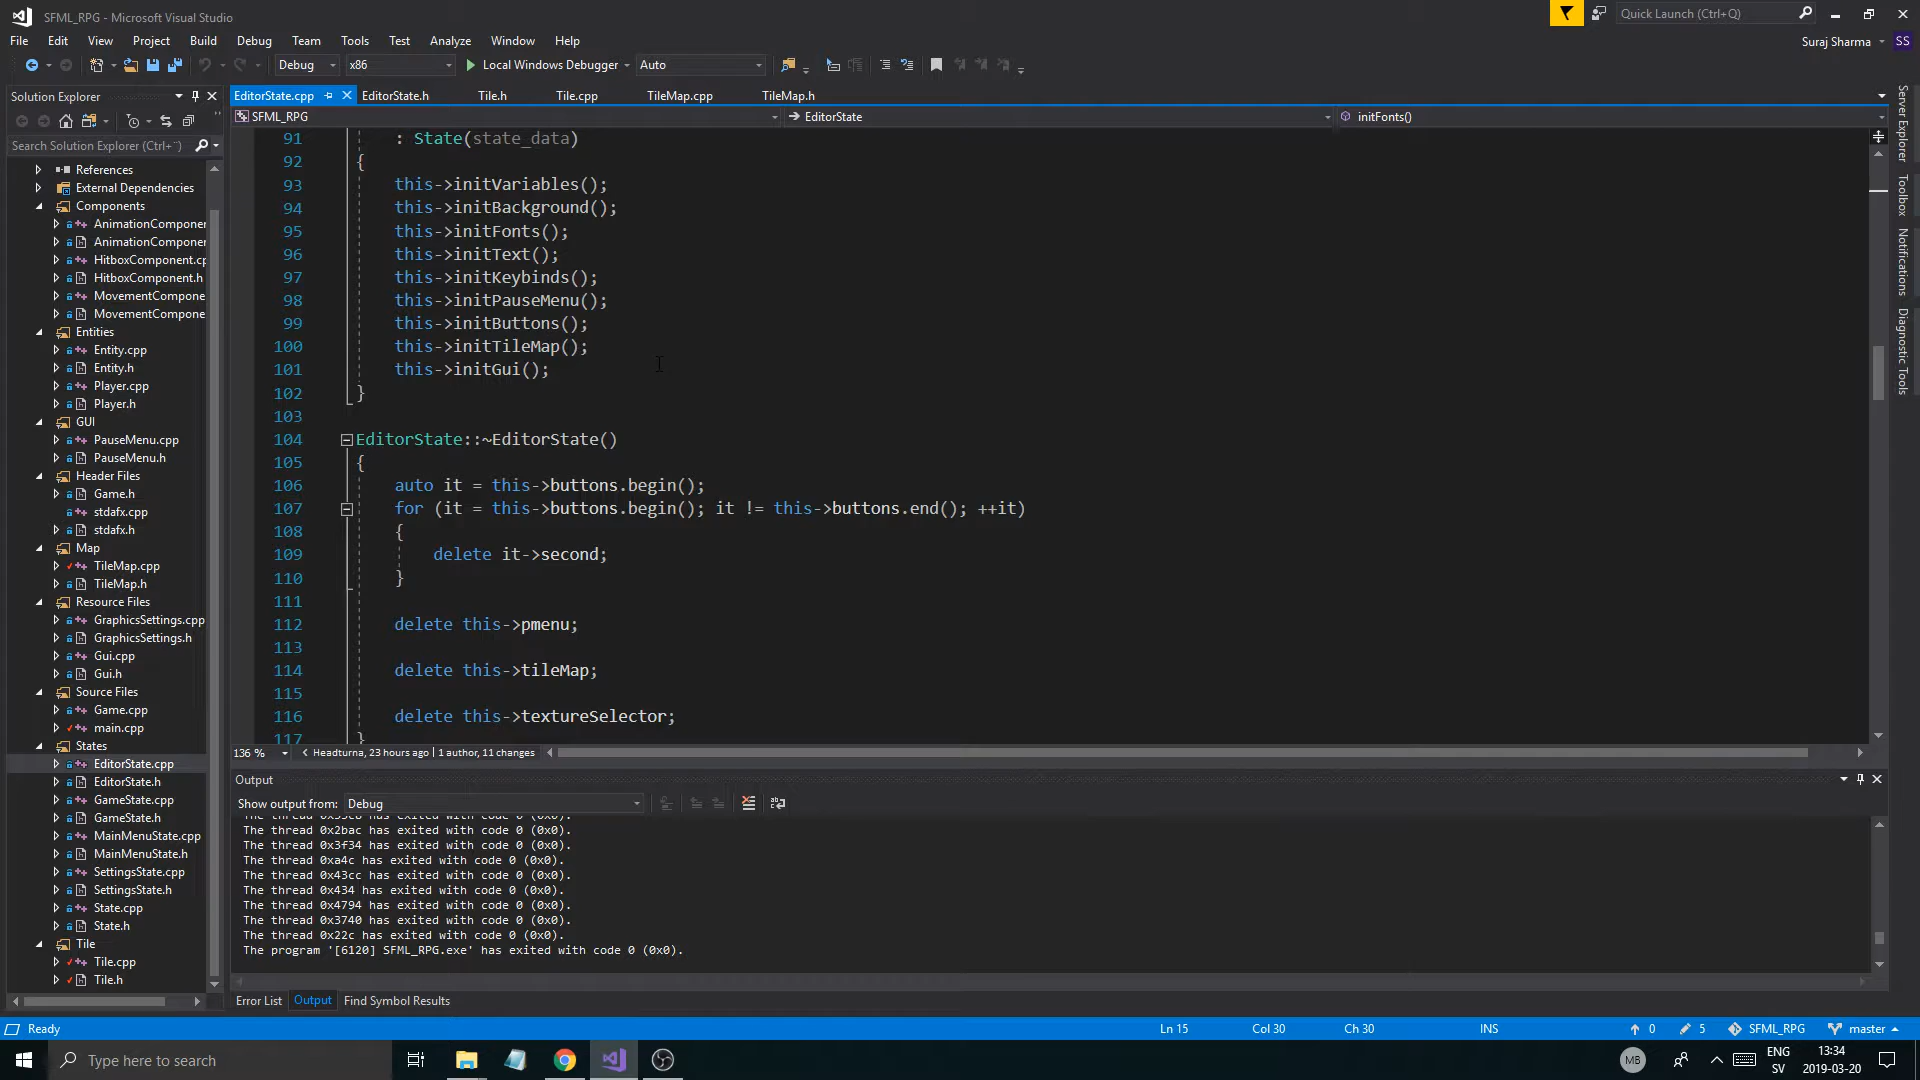 SFML_RPG - Microsoft Visual Studio
Quick Launch (Ctrl+Q)
File Edit View Project Build Debug Team Tools Test Analyze Window Help
Suraj Sharma SS
Debug x86 Local Windows Debugger Auto
Solution Explorer
Search Solution Explorer (Ctrl+¨)
References
External Dependencies
Components
AnimationComponen
AnimationComponen
HitboxComponent.cp
HitboxComponent.h
MovementCompone
MovementCompone
Entities
Entity.cpp
Entity.h
Player.cpp
Player.h
GUI
PauseMenu.cpp
PauseMenu.h
Header Files
Game.h
stdafx.cpp
stdafx.h
Map
TileMap.cpp
TileMap.h
Resource Files
GraphicsSettings.cpp
GraphicsSettings.h
Gui.cpp
Gui.h
Source Files
Game.cpp
main.cpp
States
EditorState.cpp
EditorState.h
GameState.cpp
GameState.h
MainMenuState.cpp
MainMenuState.h
SettingsState.cpp
SettingsState.h
State.cpp
State.h
Tile
Tile.cpp
Tile.h
EditorState.cpp EditorState.h Tile.h Tile.cpp TileMap.cpp TileMap.h
SFML_RPG EditorState initFonts()
91 : State(state_data)
92 {
93 this->initVariables();
94 this->initBackground();
95 this->initFonts();
96 this->initText();
97 this->initKeybinds();
98 this->initPauseMenu();
99 this->initButtons();
100 this->initTileMap();
101 this->initGui();
102 }
103
104 EditorState::~EditorState()
105 {
106 auto it = this->buttons.begin();
107 for (it = this->buttons.begin(); it != this->buttons.end(); ++it)
108 {
109 delete it->second;
110 }
111
112 delete this->pmenu;
113
114 delete this->tileMap;
115
116 delete this->textureSelector;
117 }
136 % Headturna, 23 hours ago | 1 author, 11 changes
Output
Show output from: Debug
The thread 0x2bac has exited with code 0 (0x0).
The thread 0x3f34 has exited with code 0 (0x0).
The thread 0xa4c has exited with code 0 (0x0).
The thread 0x43cc has exited with code 0 (0x0).
The thread 0x434 has exited with code 0 (0x0).
The thread 0x4794 has exited with code 0 (0x0).
The thread 0x3740 has exited with code 0 (0x0).
The thread 0x22c has exited with code 0 (0x0).
The program '[6120] SFML_RPG.exe' has exited with code 0 (0x0).
Error List Output Find Symbol Results
Server Explorer
Toolbox
Notifications
Diagnostic Tools
Ready Ln 15 Col 30 Ch 30 INS 0 5 SFML_RPG master
Type here to search
MB
ENG
SV
13:34
2019-03-20